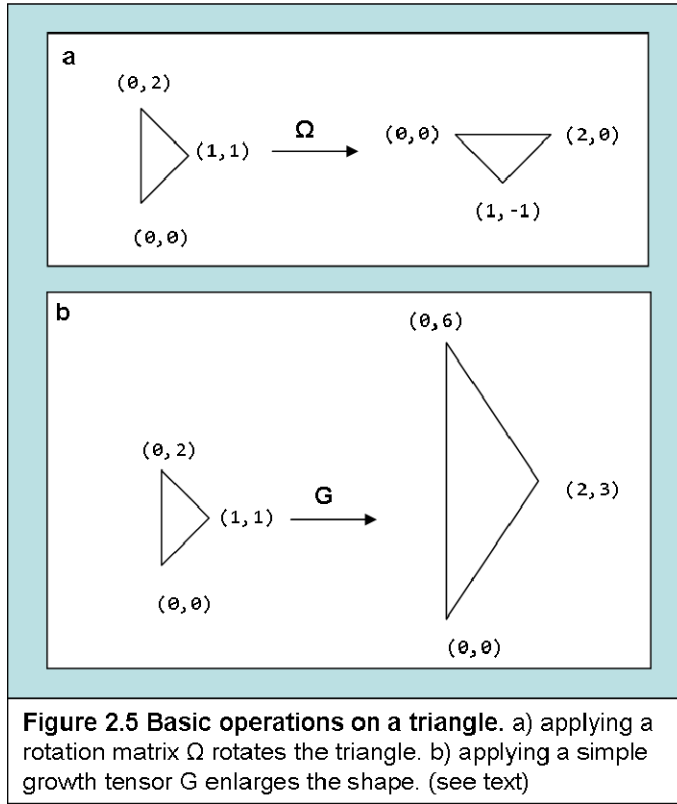 a
(0,2)
Ω
(0,0)
(2,0)
(1,1)
(1,-1)
(0,0)
b
(0,6)
(0,2)
G
(2,3)
(1,1)
(0,0)
(0,0)
Figure 2.5 Basic operations on a triangle. a) applying a
rotation matrix Ω rotates the triangle. b) applying a simple
growth tensor G enlarges the shape. (see text)